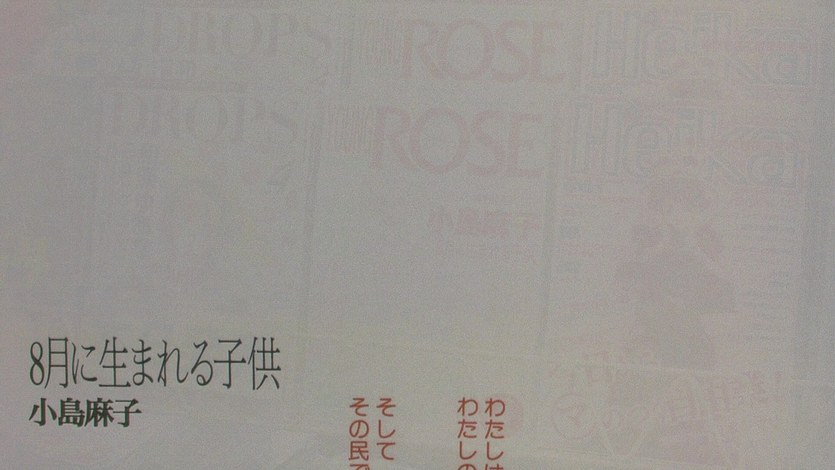 DROPS
ROSE
DROPS
ROSE
小島麻子
8月に生まれる子供
小島麻子
わたしは
わたしの
そして
その民で